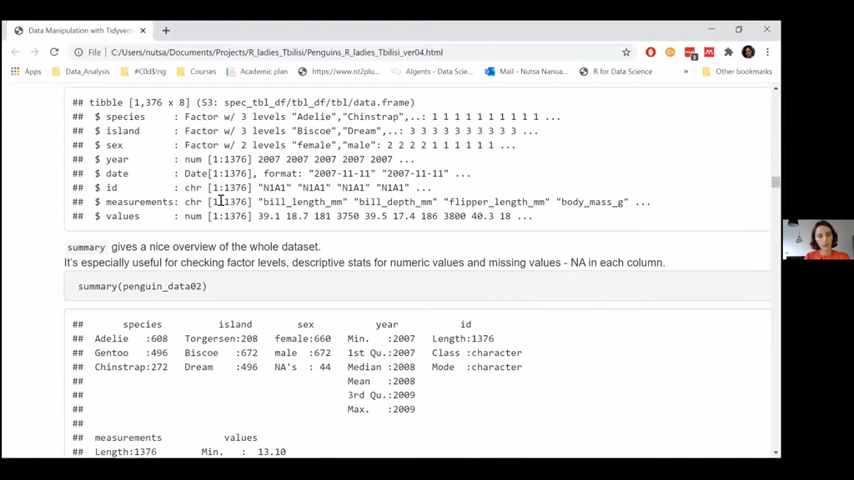 Data Manipulation with Tidyver
File
C:/Users/nutsa/Documents/Projects/R_ladies_Tbilisi/Penguins_R_ladies_Tbilisi_ver04.html
Apps Data_Analysis #C0d$!ng Courses Academic plan https://www.nt2plu... Algents - Data Scie... Mail - Nutsa Nanua... R for Data Science » Other bookmarks
## tibble [1,376 x 8] (S3: spec_tbl_df/tbl_df/tbl/data.frame)
## $ species : Factor w/ 3 levels "Adelie","Chinstrap",..: 1 1 1 1 1 1 1 1 1 1 ...
## $ island : Factor w/ 3 levels "Biscoe","Dream",..: 3 3 3 3 3 3 3 3 3 3 ...
## $ sex : Factor w/ 2 levels "female","male": 2 2 2 2 1 1 1 1 1 1 ...
## $ year : num [1:1376] 2007 2007 2007 2007 2007 ...
## $ date : Date[1:1376], format: "2007-11-11" "2007-11-11" ...
## $ id : chr [1:1376] "N1A1" "N1A1" "N1A1" "N1A1" ...
## $ measurements: chr [1:1376] "bill_length_mm" "bill_depth_mm" "flipper_length_mm" "body_mass_g" ...
## $ values : num [1:1376] 39.1 18.7 181 3750 39.5 17.4 186 3800 40.3 18 ...
summary gives a nice overview of the whole dataset.
It's especially useful for checking factor levels, descriptive stats for numeric values and missing values - NA in each column.
summary(penguin_data02)
## species island sex year id
## Adelie :608 Torgersen:208 female:660 Min. :2007 Length:1376
## Gentoo :496 Biscoe :672 male :672 1st Qu.:2007 Class :character
## Chinstrap:272 Dream :496 NA's : 44 Median :2008 Mode :character
## Mean :2008
## 3rd Qu.:2009
## Max. :2009
##
## measurements values
## Length:1376 Min. : 13.10